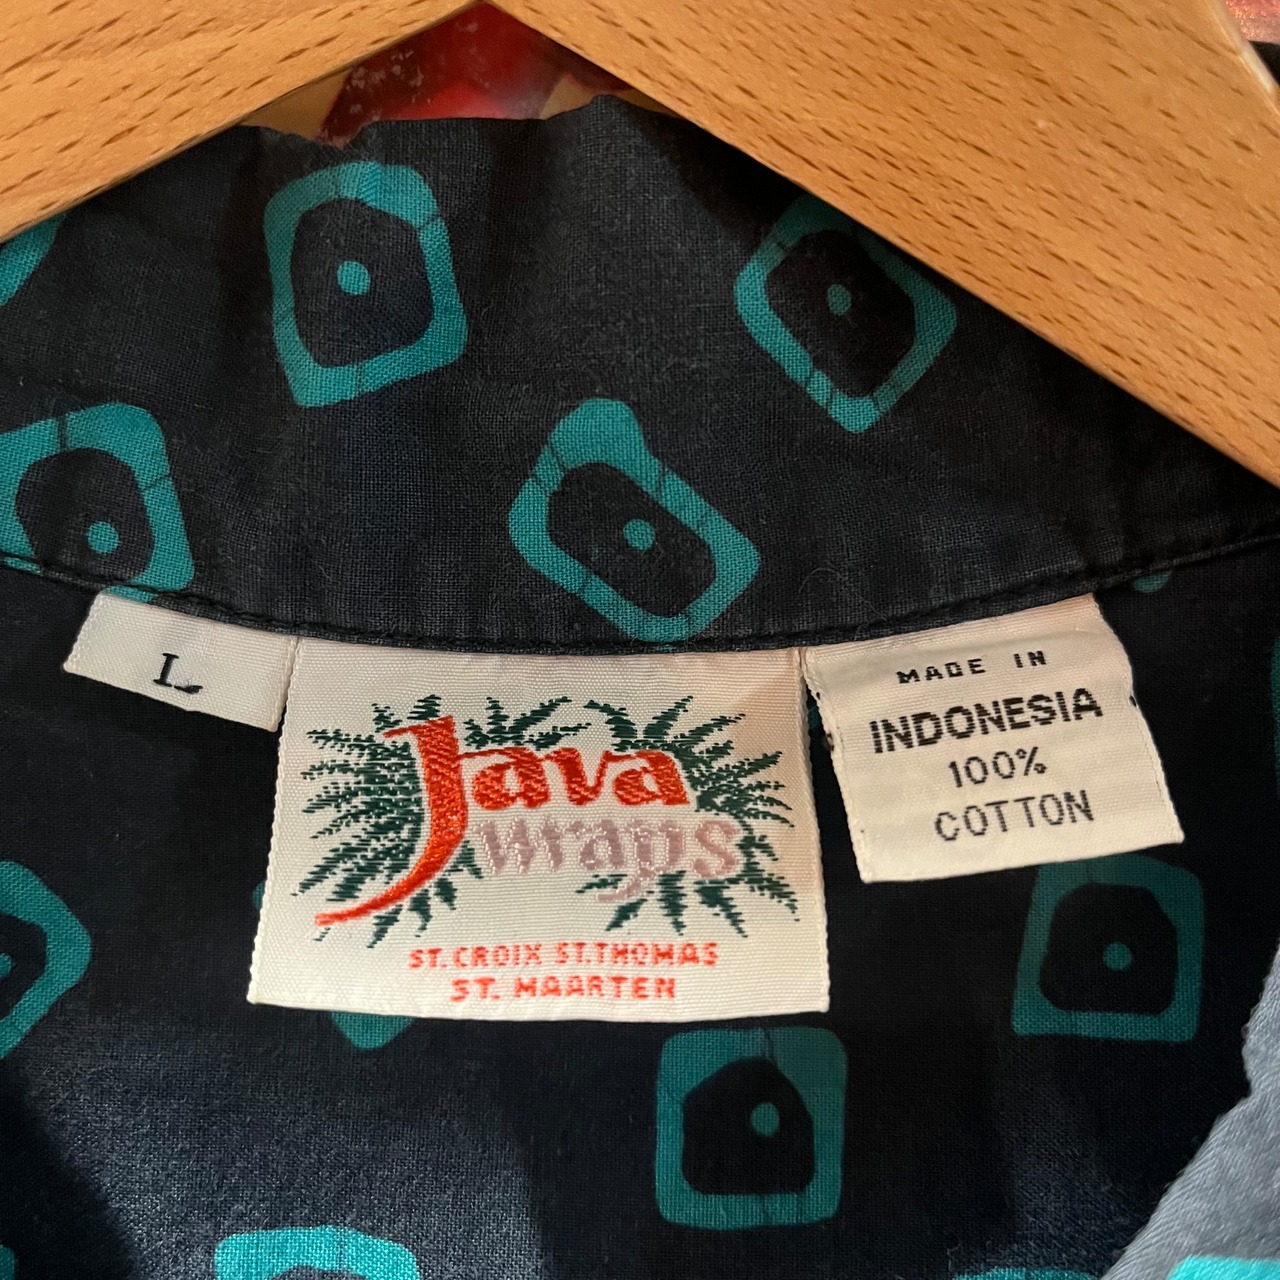 L
Java
wraps
ST. CROIX ST. THOMAS
ST. MAARTEN
MADE IN
INDONESIA
100%
COTTON